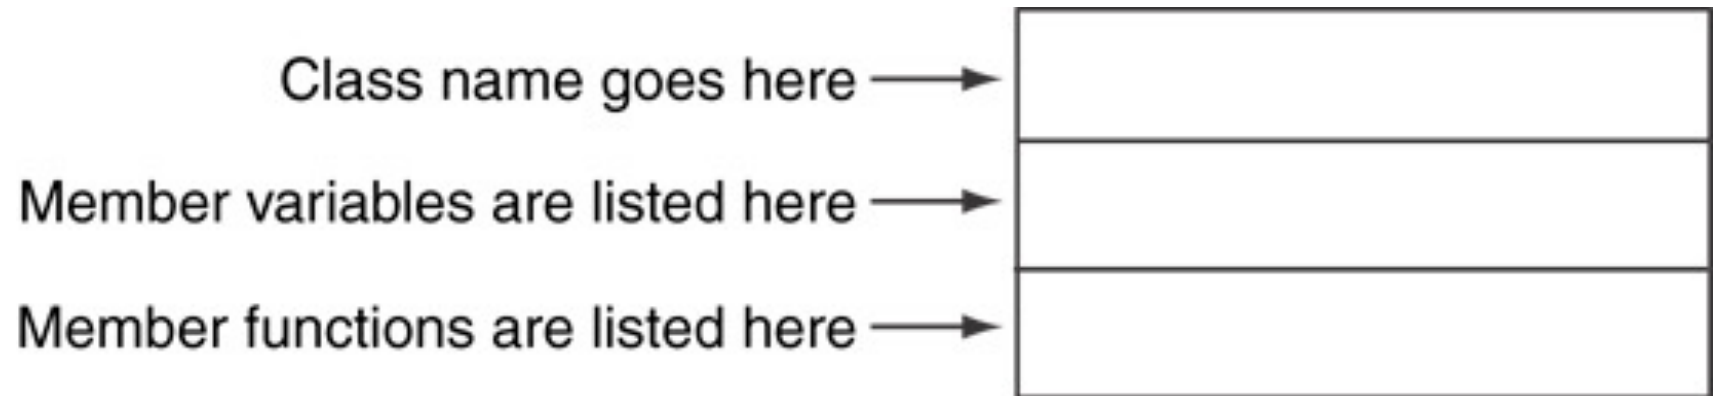 Class name goes here
Member variables are listed here
Member functions are listed here